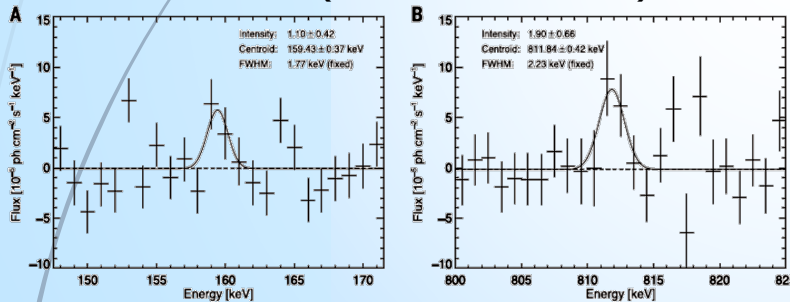 A
Intensity: 1.10±0.42
Centroid: 159.43±0.37 keV
FWHM: 1.77 keV (fixed)
15
10
5
0
−5
−10
Flux [10⁻⁵ ph cm⁻² s⁻¹ keV⁻¹]
150 155 160 165 170
Energy [keV]
B
Intensity: 1.90±0.66
Centroid: 811.84±0.42 keV
FWHM: 2.23 keV (fixed)
15
10
5
0
−5
−10
Flux [10⁻⁵ ph cm⁻² s⁻¹ keV⁻¹]
800 805 810 815 820 82
Energy [keV]